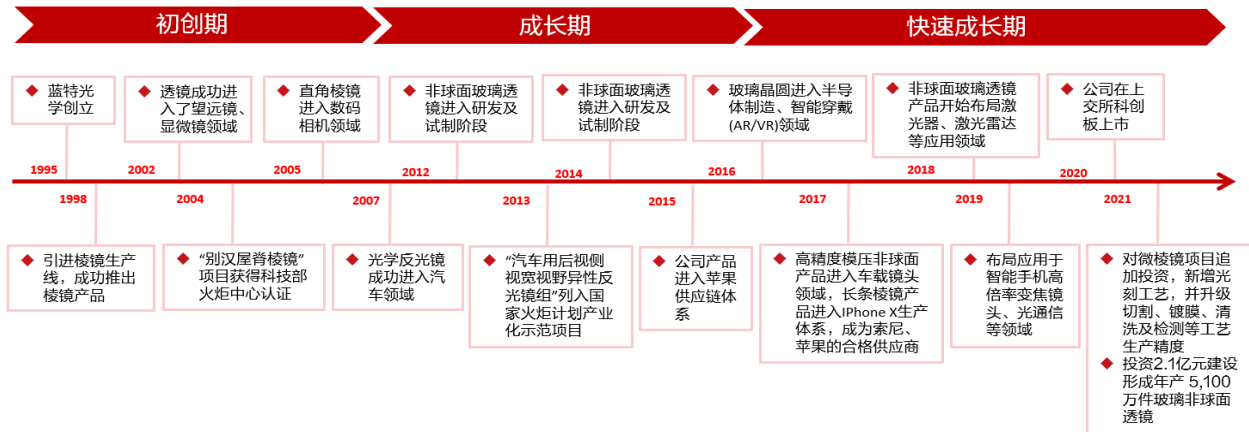 初创期
成长期
快速成长期
蓝特光
学创立
透镜成功进
入了望远镜、
显微镜领域
直角棱镜
进入数码
相机领域
非球面玻璃透
镜进入研发及
试制阶段
非球面玻璃透
镜进入研发及
试制阶段
玻璃晶圆进入半导
体制造、智能穿戴
(AR/VR)领域
非球面玻璃透镜
产品开始布局激
光器、激光雷达
等应用领域
公司在上
交所科创
板上市
1995
2002
2005
2012
2014
2016
2018
2020
1998
2004
2007
2013
2015
2017
2019
2021
引进棱镜生产
线，成功推出
棱镜产品
“别汉屋脊棱镜”
项目获得科技部
火炬中心认证
光学反光镜
成功进入汽
车领域
“汽车用后视侧
视宽视野异性反
光镜组”列入国
家火炬计划产业
化示范项目
公司产品
进入苹果
供应链体
系
高精度模压非球面
产品进入车载镜头
领域，长条棱镜产
品进入IPhone X生产
体系，成为索尼、
苹果的合格供应商
布局应用于
智能手机高
倍率变焦镜
头、光通信
等领域
对微棱镜项目追
加投资，新增光
刻工艺，并升级
切割、镀膜、清
洗及检测等工艺
生产精度
投资2.1亿元建设
形成年产 5,100
万件玻璃非球面
透镜